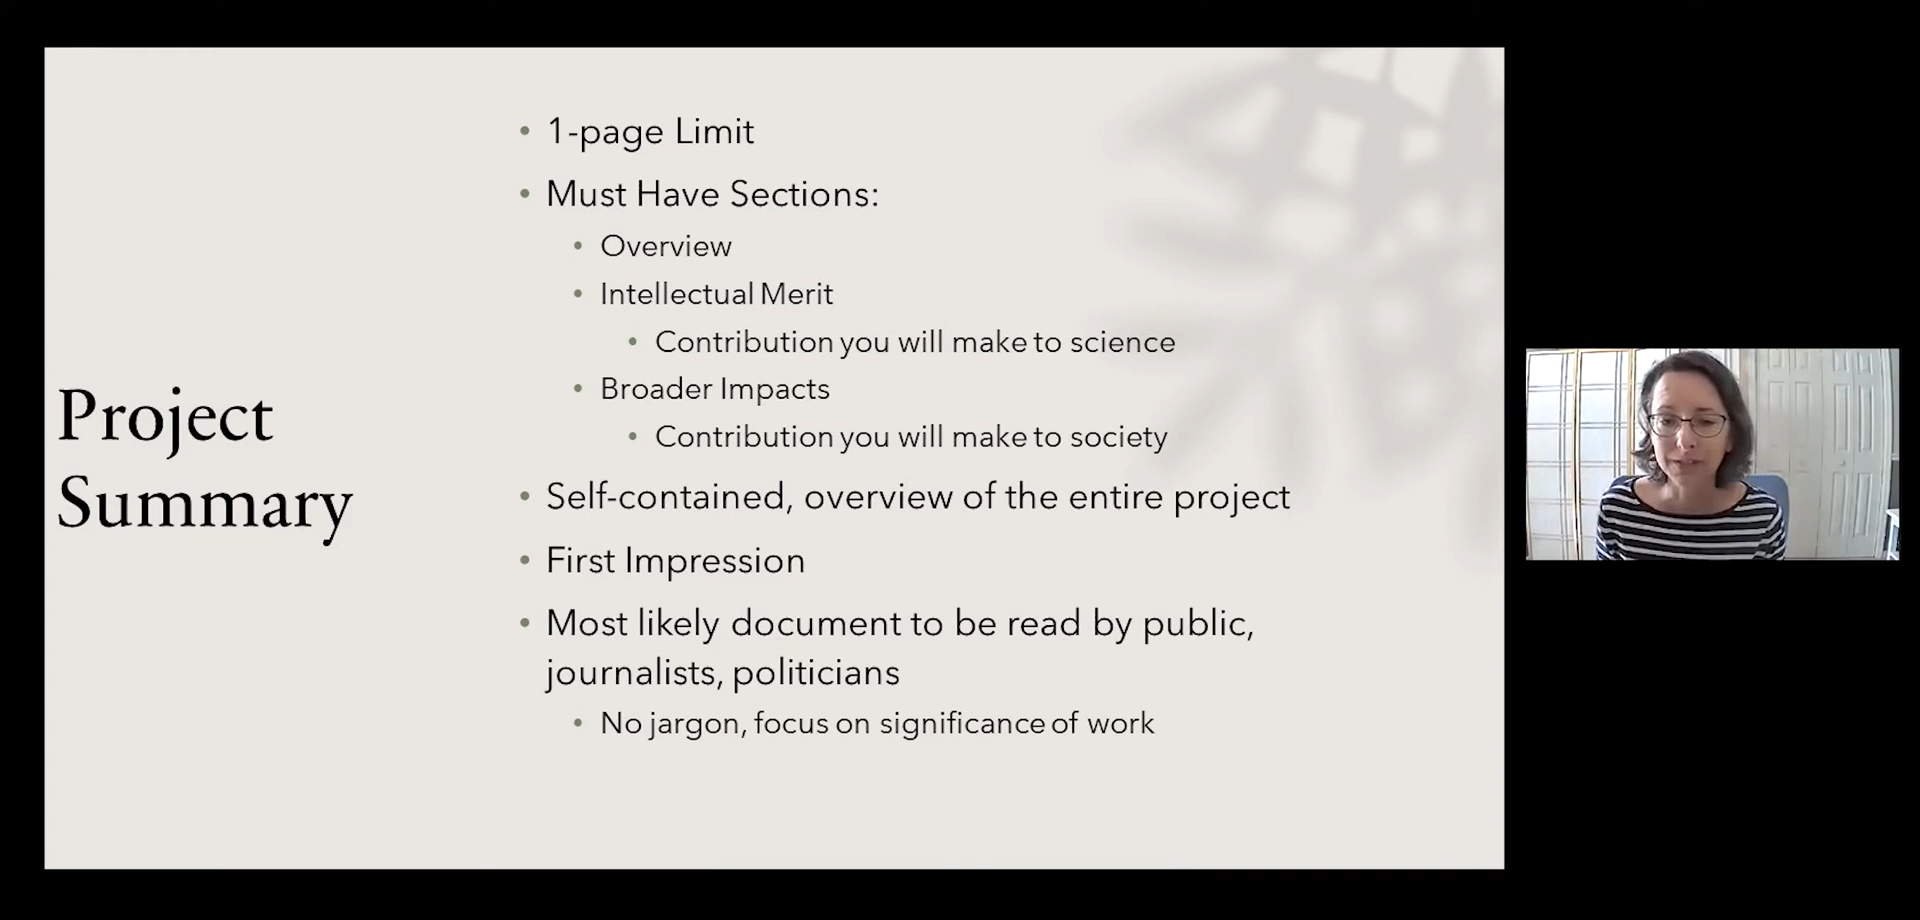 Project
Summary
• 1-page Limit
• Must Have Sections:
• Overview
• Intellectual Merit
• Contribution you will make to science
• Broader Impacts
• Contribution you will make to society
• Self-contained, overview of the entire project
• First Impression
• Most likely document to be read by public,
journalists, politicians
• No jargon, focus on significance of work